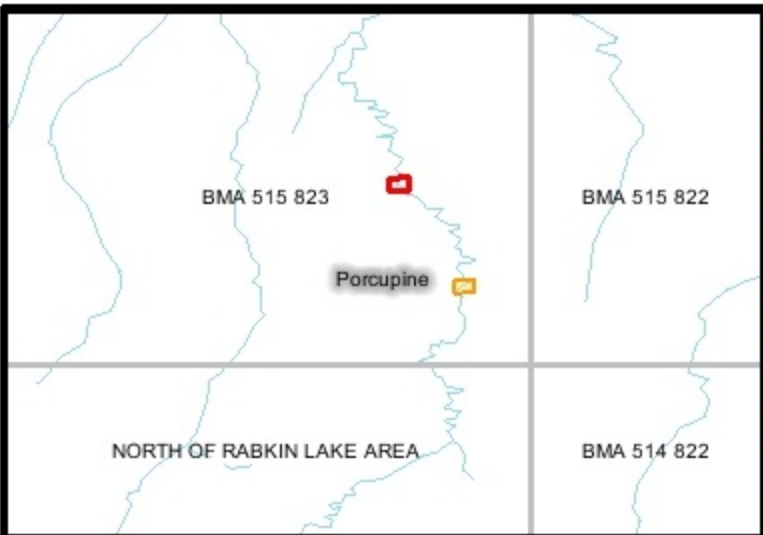 BMA 515 823
BMA 515 822
Porcupine
NORTH OF RABKIN LAKE AREA
BMA 514 822